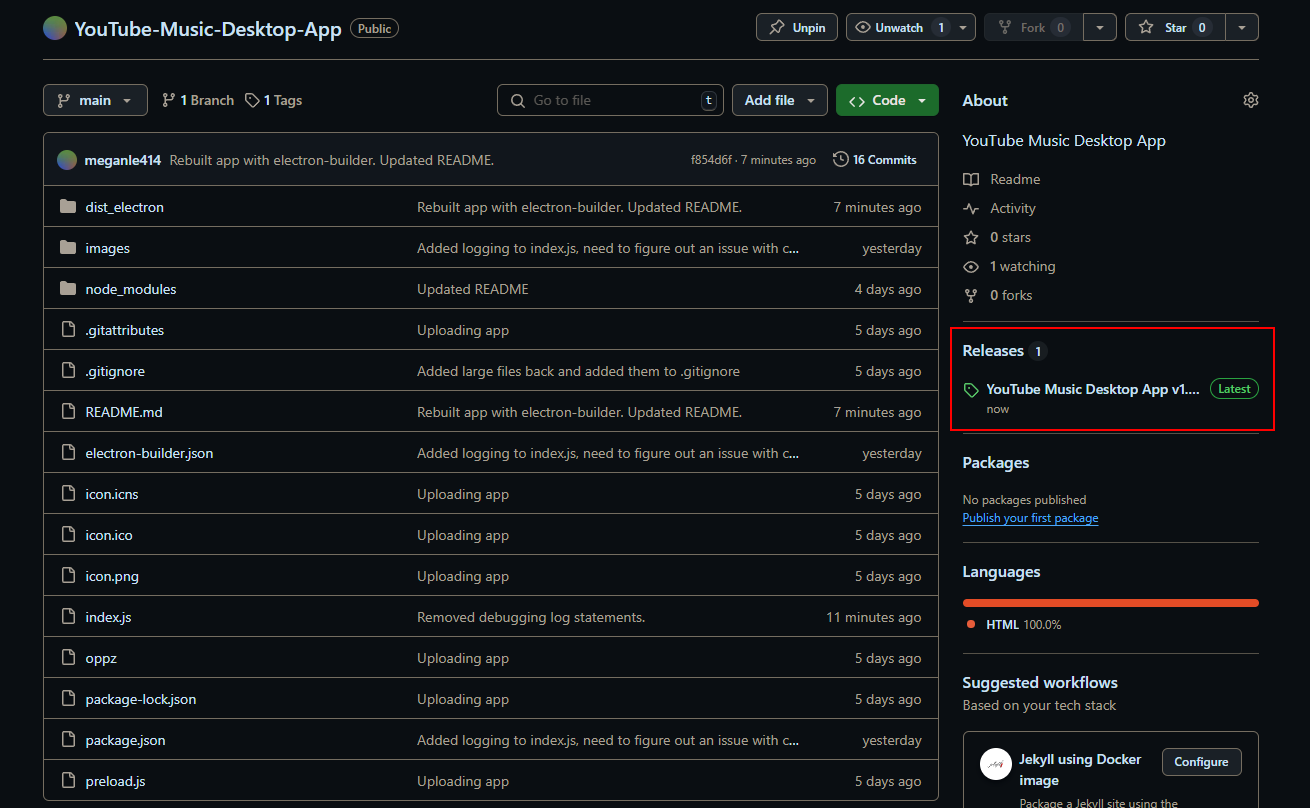 YouTube-Music-Desktop-App Public
Unpin Unwatch 1 Fork 0 Star 0
main 1 Branch 1 Tags Go to file t Add file Code
meganle414 Rebuilt app with electron-builder. Updated README. f854d6f · 7 minutes ago 16 Commits
dist_electron Rebuilt app with electron-builder. Updated README. 7 minutes ago
images Added logging to index.js, need to figure out an issue with c... yesterday
node_modules Updated README 4 days ago
.gitattributes Uploading app 5 days ago
.gitignore Added large files back and added them to .gitignore 5 days ago
README.md Rebuilt app with electron-builder. Updated README. 7 minutes ago
electron-builder.json Added logging to index.js, need to figure out an issue with c... yesterday
icon.icns Uploading app 5 days ago
icon.ico Uploading app 5 days ago
icon.png Uploading app 5 days ago
index.js Removed debugging log statements. 11 minutes ago
oppz Uploading app 5 days ago
package-lock.json Uploading app 5 days ago
package.json Added logging to index.js, need to figure out an issue with c... yesterday
preload.js Uploading app 5 days ago
About
YouTube Music Desktop App
Readme
Activity
0 stars
1 watching
0 forks
Releases 1
YouTube Music Desktop App v1.... Latest
now
Packages
No packages published
Publish your first package
Languages
HTML 100.0%
Suggested workflows
Based on your tech stack
Jekyll using Docker
image
Configure
Package a Jekyll site using the